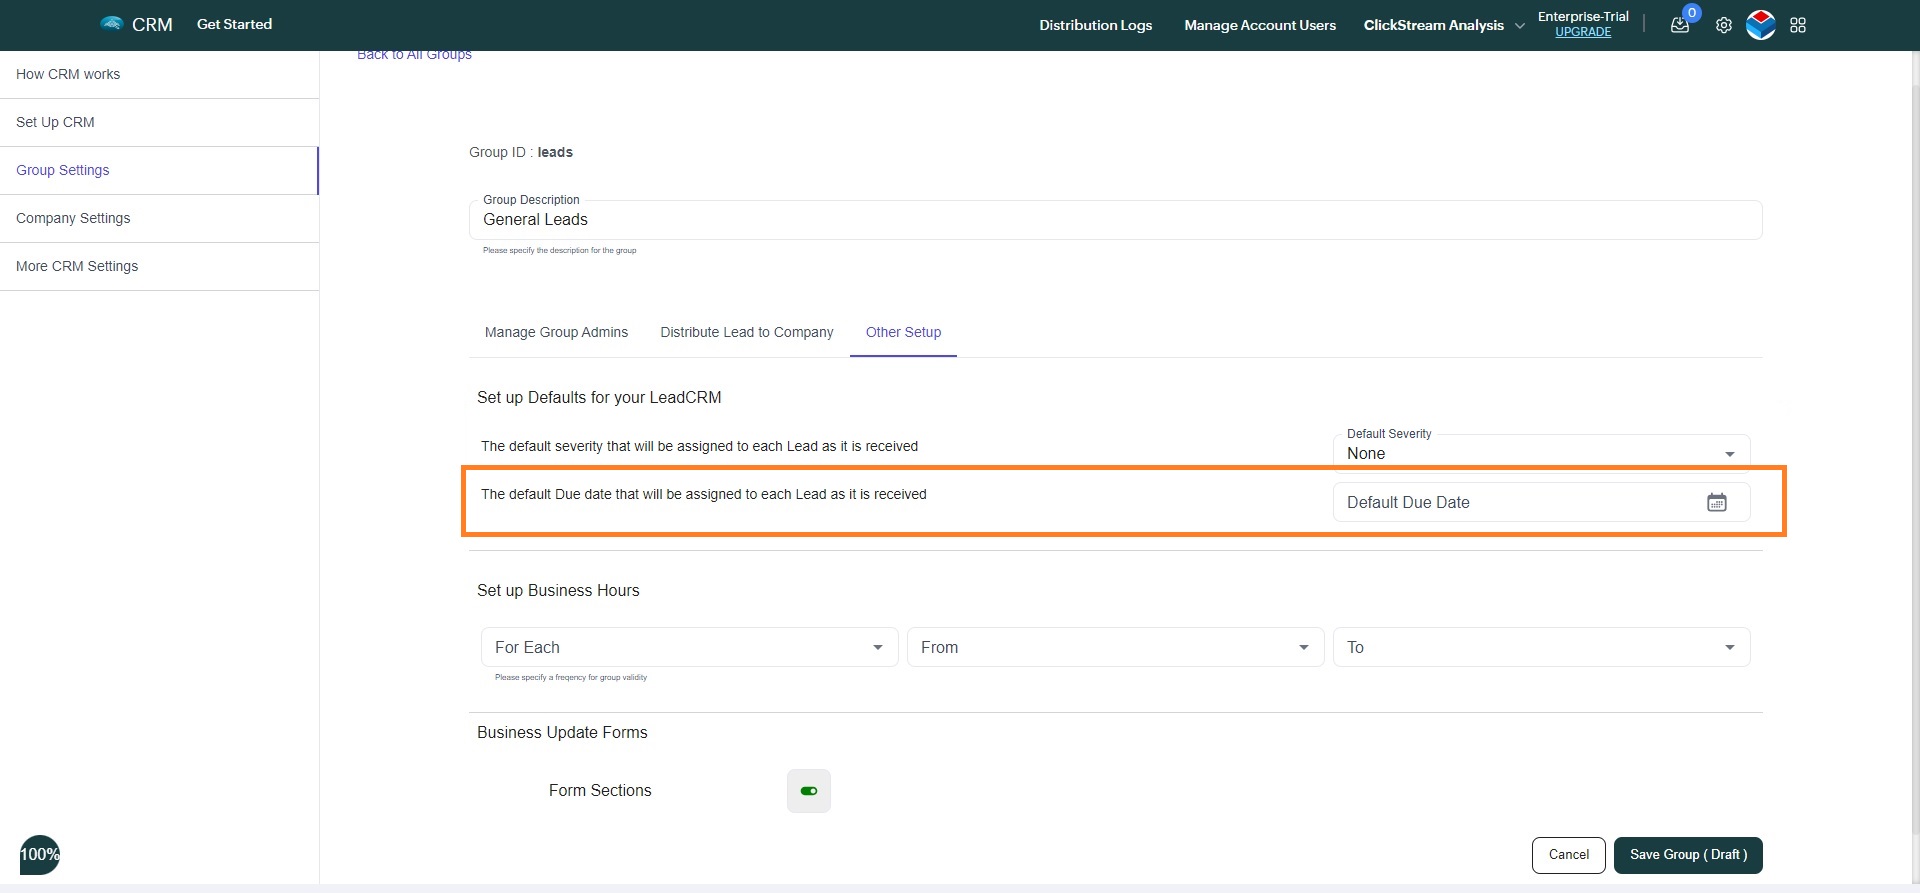 CRM
Get Started
Distribution Logs
Manage Account Users
ClickStream Analysis
Enterprise-Trial
UPGRADE
0
How CRM works
Set Up CRM
Group Settings
Company Settings
More CRM Settings
100%
Back to All Groups
Group ID : leads
Group Description
General Leads
Please specify the description for the group
Manage Group Admins
Distribute Lead to Company
Other Setup
Set up Defaults for your LeadCRM
The default severity that will be assigned to each Lead as it is received
Default Severity
None
The default Due date that will be assigned to each Lead as it is received
Default Due Date
Set up Business Hours
For Each
From
To
Please specify a freqency for group validity
Business Update Forms
Form Sections
Cancel
Save Group ( Draft )